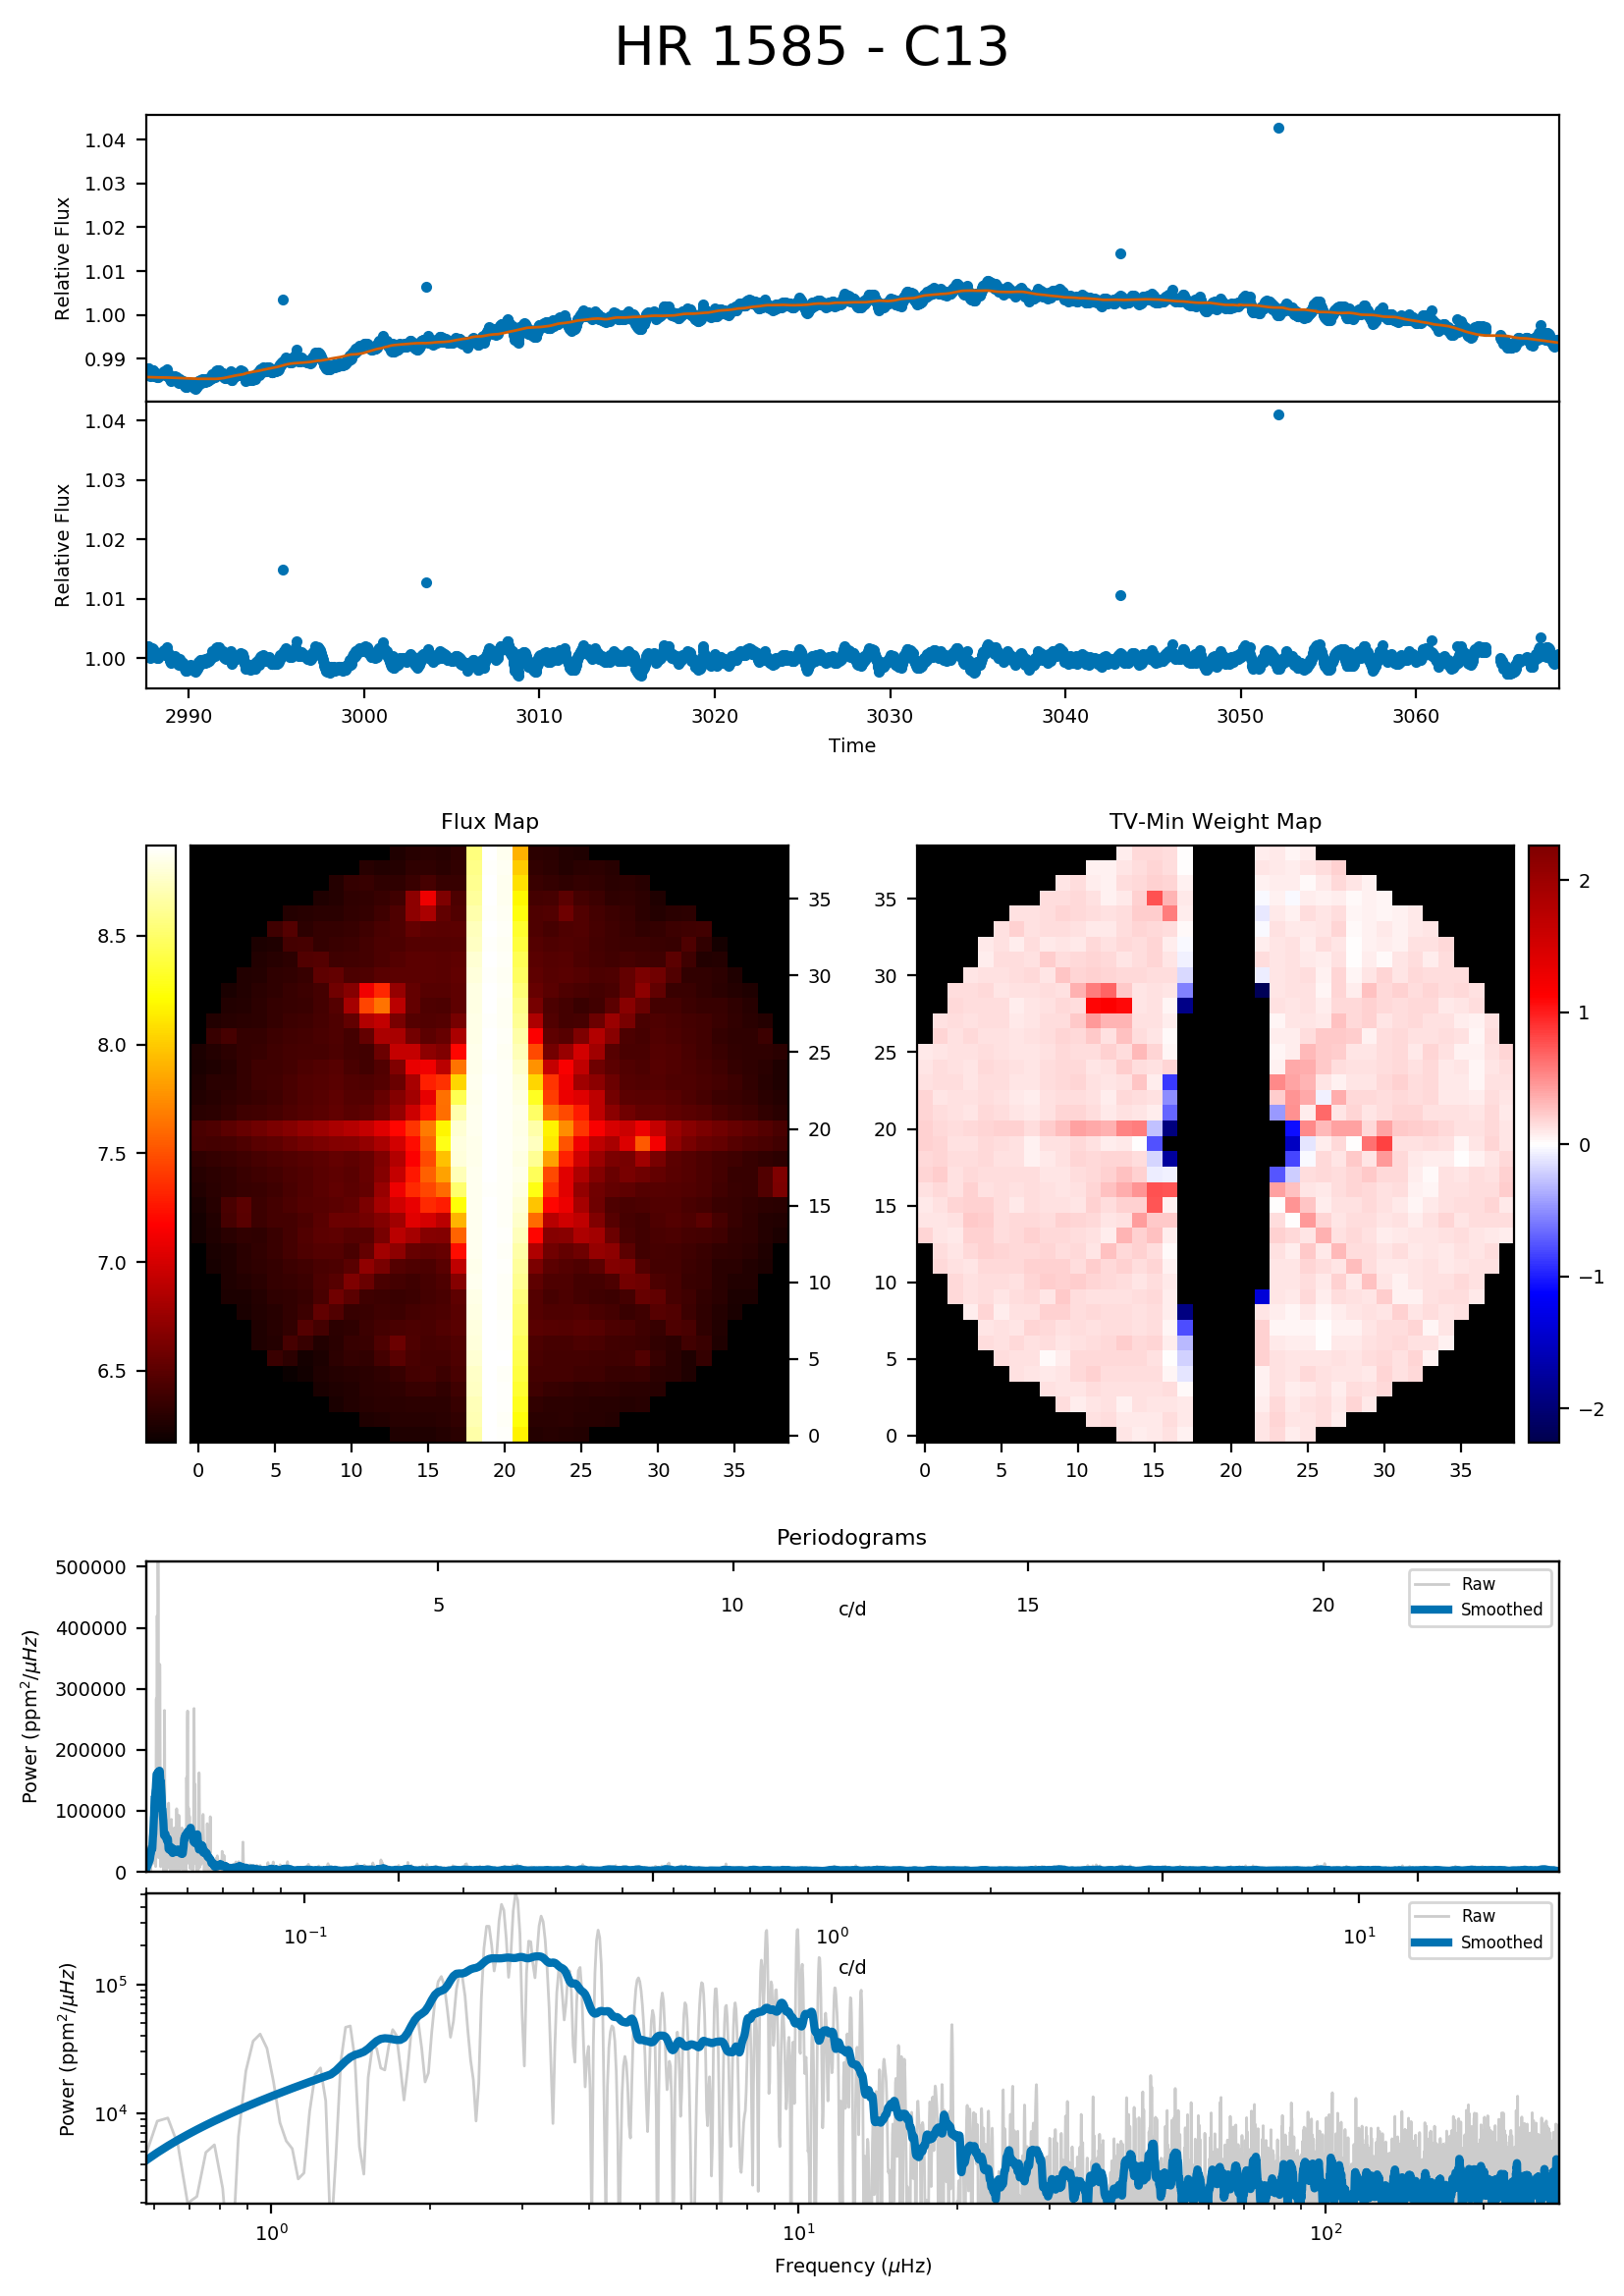 HR 1585 - C13
Relative Flux
1.04
1.03
1.02
1.01
1.00
0.99
Relative Flux
1.04
1.03
1.02
1.01
1.00
2990 3000 3010 3020 3030 3040 3050 3060
Time
Flux Map
8.5
8.0
7.5
7.0
6.5
35
30
25
20
15
10
5
0
0 5 10 15 20 25 30 35
TV-Min Weight Map
35
30
25
20
15
10
5
0
0 5 10 15 20 25 30 35
2
1
0
−1
−2
Periodograms
Power (ppm²/μHz)
500000
400000
300000
200000
100000
0
5 10 15 20
c/d
Raw
Smoothed
Power (ppm²/μHz)
10⁵
10⁴
10⁻¹ 10⁰ 10¹
c/d
Raw
Smoothed
10⁰ 10¹ 10²
Frequency (μHz)